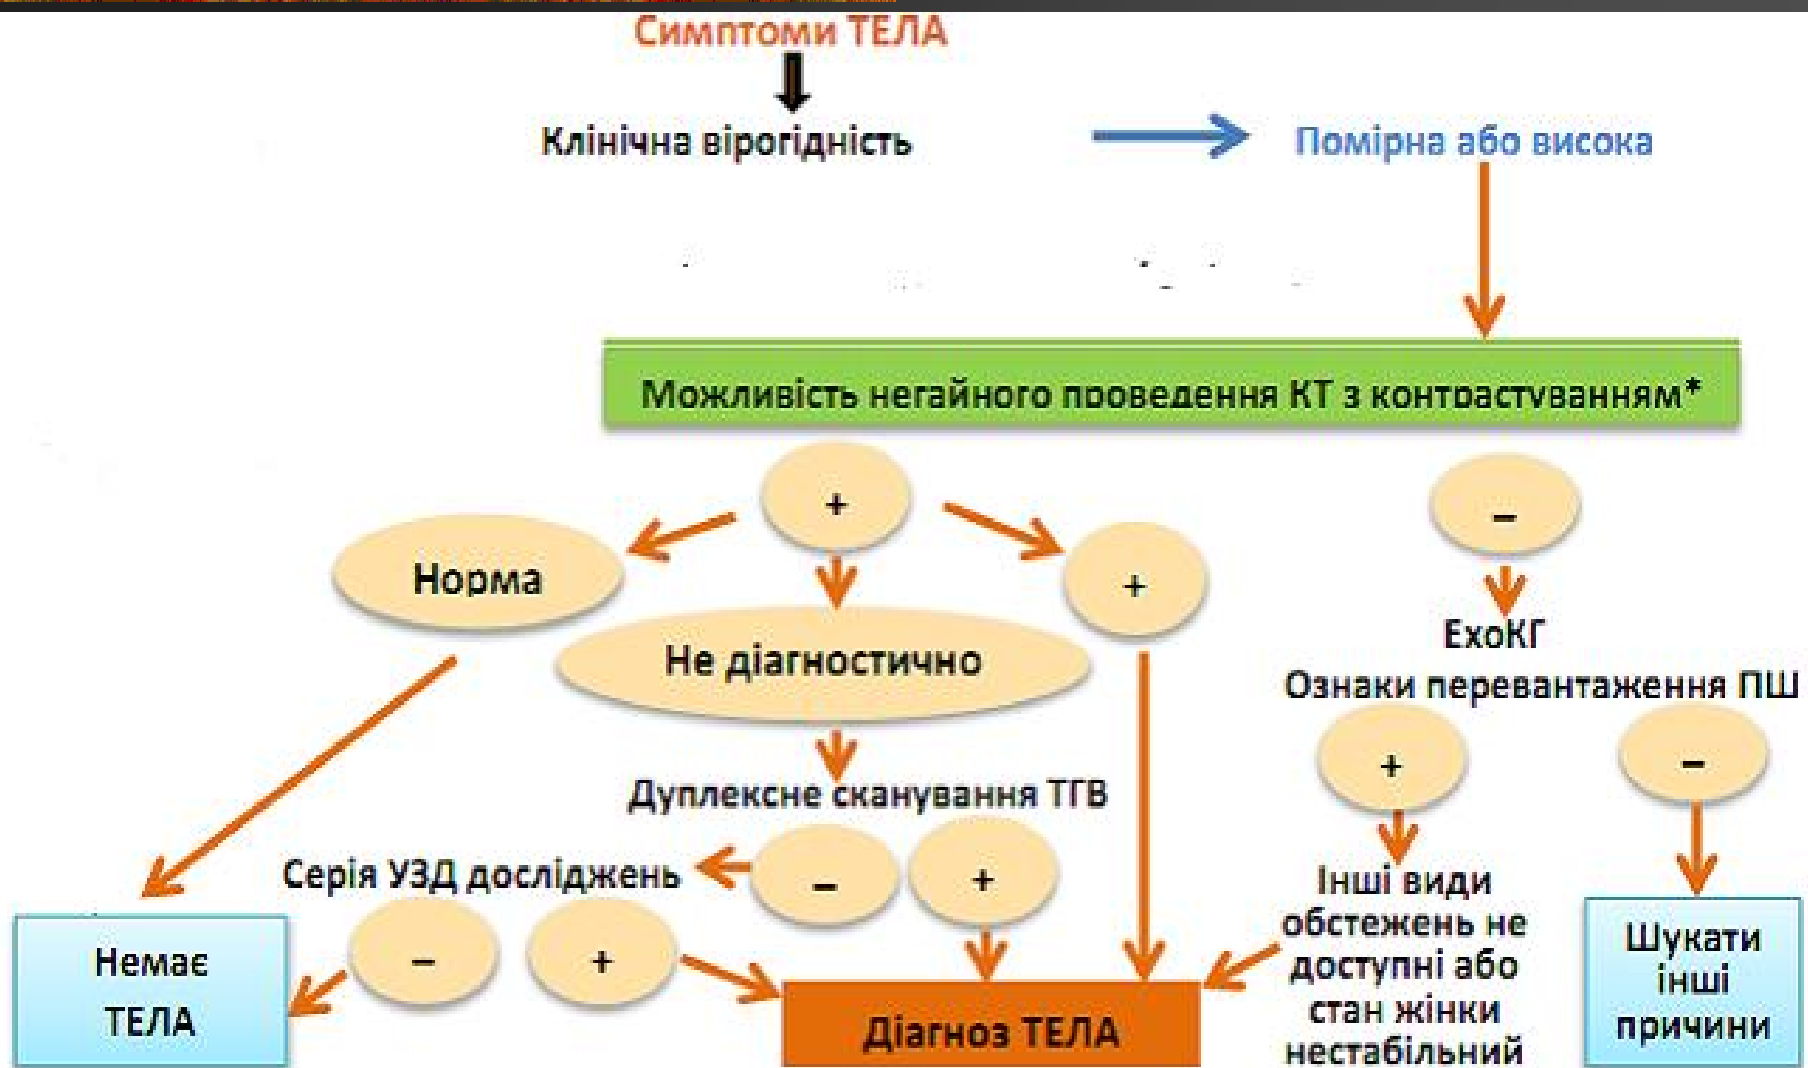 Симптоми ТЕЛА
Клінічна вірогідність
Помірна або висока
Можливість негайного проведення КТ з контрастуванням*
+
–
Норма
+
Не діагностично
ЕхоКГ
Ознаки перевантаження ПШ
+
–
Дуплексне сканування ТГВ
–
+
Серія УЗД досліджень
–
+
Інші види
обстежень не
доступні або
стан жінки
нестабільний
Шукати
інші
причини
Немає
ТЕЛА
Діагноз ТЕЛА